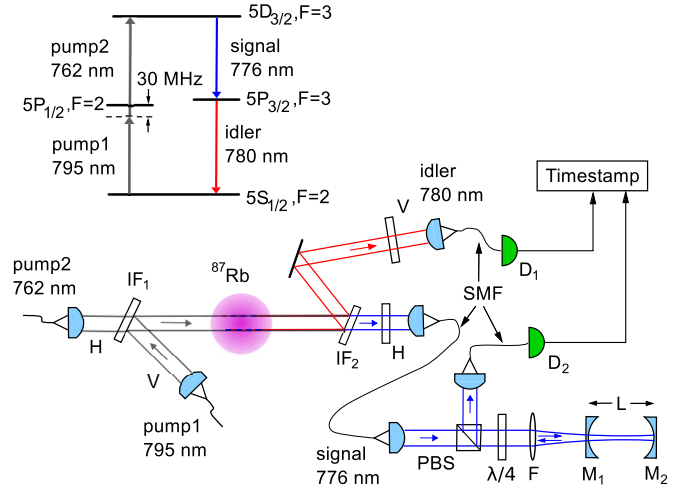 5D3/2,F=3
pump2
762 nm
signal
776 nm
30 MHz
5P1/2,F=2
5P3/2,F=3
pump1
795 nm
idler
780 nm
5S1/2,F=2
idler
780 nm
Timestamp
V
D1
SMF
pump2
762 nm
IF1
87Rb
H
IF2
H
D2
V
pump1
795 nm
signal
776 nm
PBS
λ/4
F
L
M1
M2